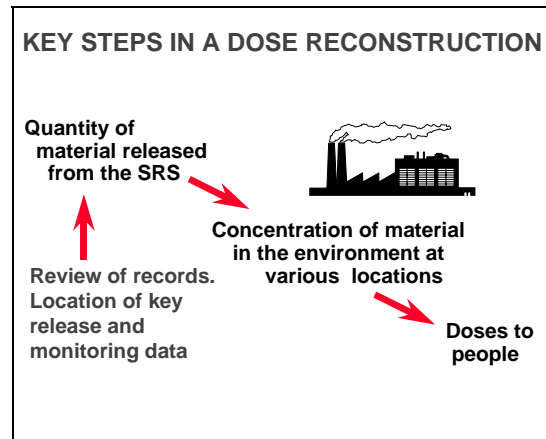 KEY STEPS IN A DOSE RECONSTRUCTION
Quantity of
material released
from the SRS
Concentration of material
in the environment at
various locations
Review of records.
Location of key
release and
monitoring data
Doses to
people